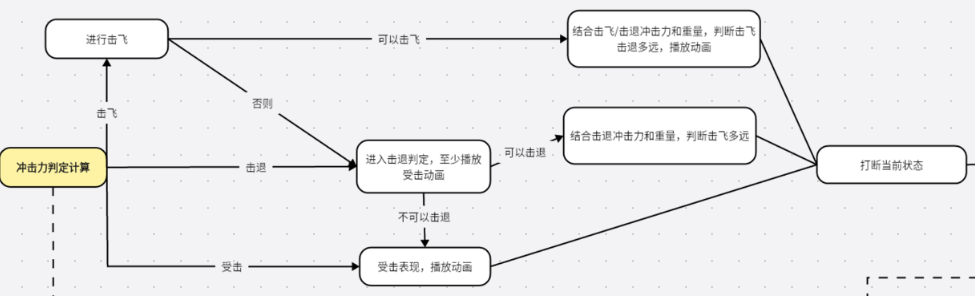 进行击飞
可以击飞
结合击飞/击退冲击力和重量，判断击飞
击退多远，播放动画
否则
击飞
结合击退冲击力和重量，判断击飞多远
可以击退
冲击力判定计算
击退
进入击退判定，至少播放
受击动画
打断当前状态
不可以击退
受击
受击表现，播放动画